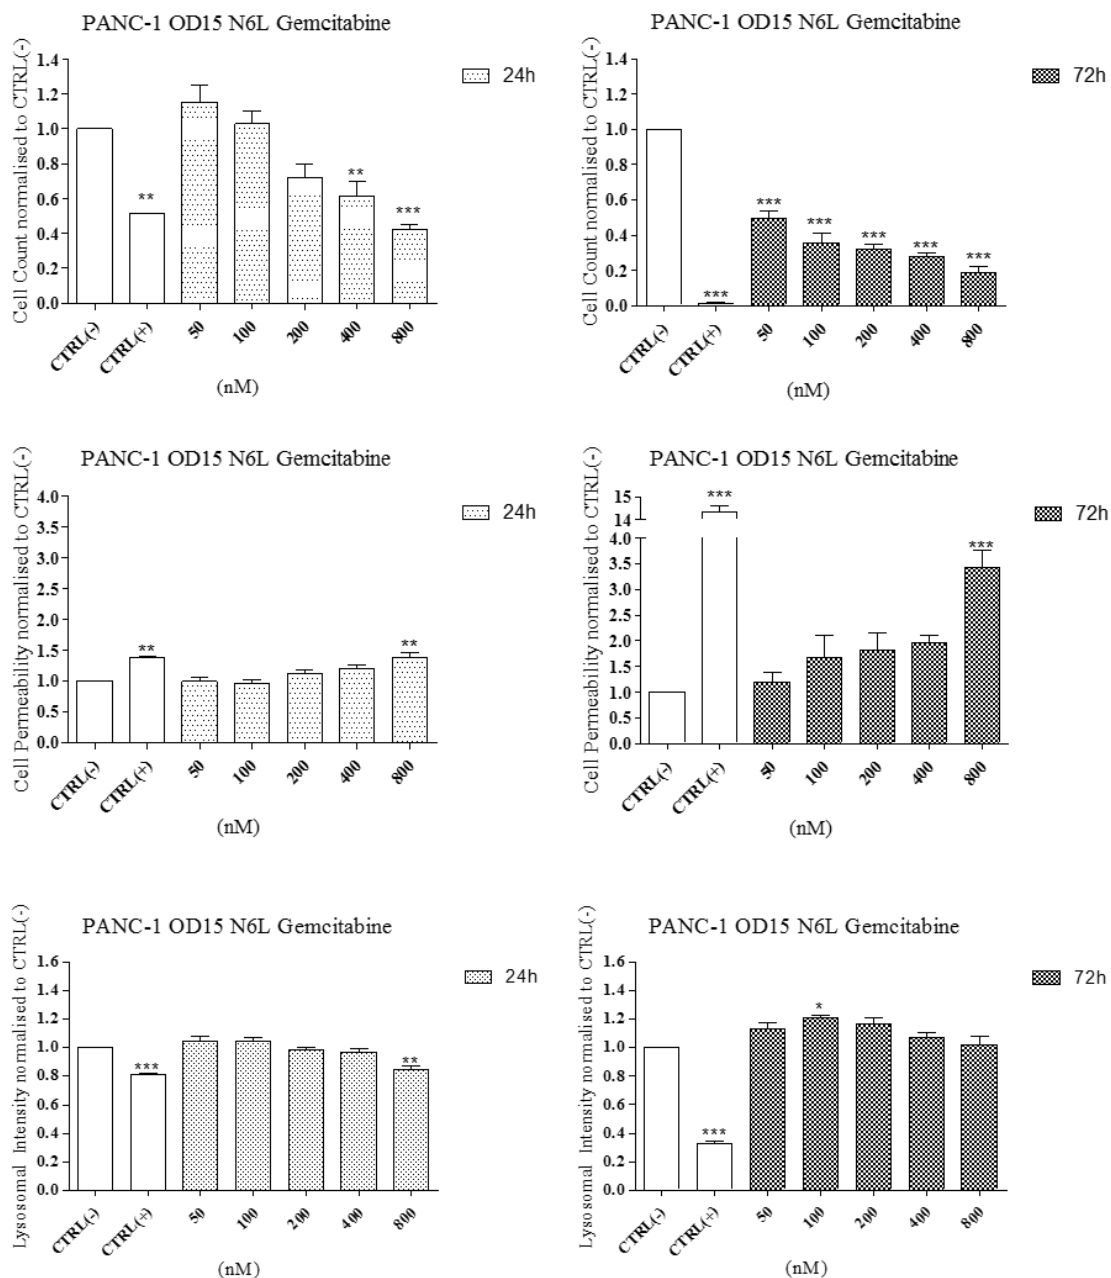 PANC-1 OD15 N6L Gemcitabine
Cell Count normalised to CTRL(-)
1.4
1.2
1.0
0.8
0.6
0.4
0.2
0.0
**
**
***
24h
CTRL(-) CTRL(+) 50 100 200 400 800
(nM)
PANC-1 OD15 N6L Gemcitabine
Cell Count normalised to CTRL(-)
1.4
1.2
1.0
0.8
0.6
0.4
0.2
0.0
***
***
***
***
***
***
72h
CTRL(-) CTRL(+) 50 100 200 400 800
(nM)
PANC-1 OD15 N6L Gemcitabine
Cell Permeability normalised to CTRL(-)
4.0
3.5
3.0
2.5
2.0
1.5
1.0
0.5
0.0
**
**
24h
CTRL(-) CTRL(+) 50 100 200 400 800
(nM)
PANC-1 OD15 N6L Gemcitabine
Cell Permeability normalised to CTRL(-)
15
14
4.0
3.5
3.0
2.5
2.0
1.5
1.0
0.5
0.0
***
***
72h
CTRL(-) CTRL(+) 50 100 200 400 800
(nM)
PANC-1 OD15 N6L Gemcitabine
Lysosomal Intensity normalised to CTRL(-)
1.6
1.4
1.2
1.0
0.8
0.6
0.4
0.2
0.0
***
**
24h
CTRL(-) CTRL(+) 50 100 200 400 800
(nM)
PANC-1 OD15 N6L Gemcitabine
Lysosomal Intensity normalised to CTRL(-)
1.6
1.4
1.2
1.0
0.8
0.6
0.4
0.2
0.0
***
*
72h
CTRL(-) CTRL(+) 50 100 200 400 800
(nM)